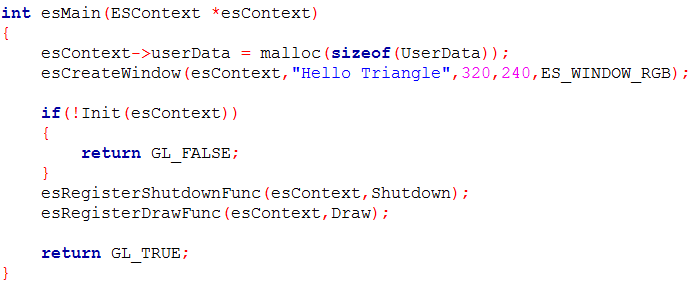 int esMain(ESContext *esContext)
{
    esContext->userData = malloc(sizeof(UserData));
    esCreateWindow(esContext,"Hello Triangle",320,240,ES_WINDOW_RGB);

    if(!Init(esContext))
    {
        return GL_FALSE;
    }
    esRegisterShutdownFunc(esContext,Shutdown);
    esRegisterDrawFunc(esContext,Draw);

    return GL_TRUE;
}